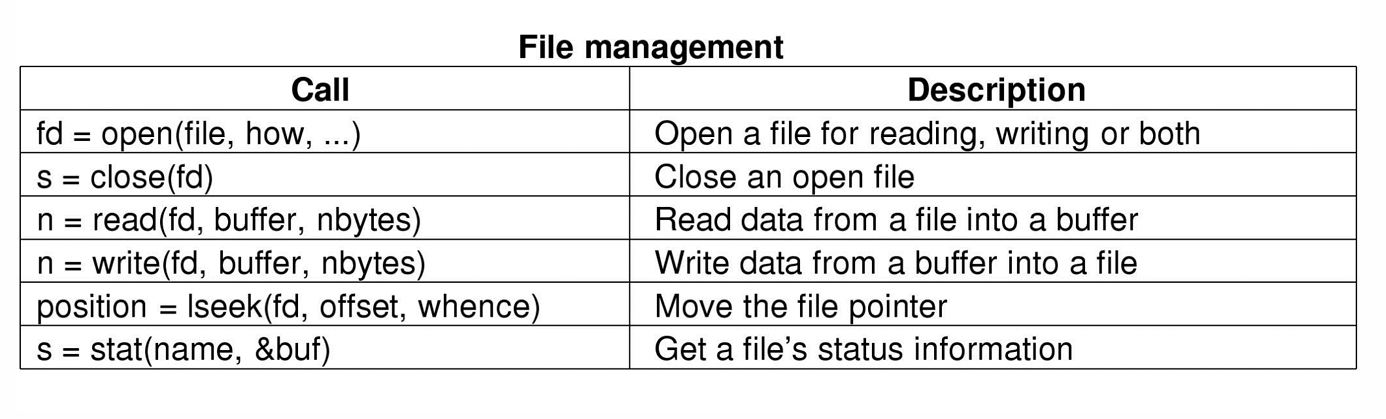 File management
Call Description
fd = open(file, how, ...) Open a file for reading, writing or both
s = close(fd) Close an open file
n = read(fd, buffer, nbytes) Read data from a file into a buffer
n = write(fd, buffer, nbytes) Write data from a buffer into a file
position = lseek(fd, offset, whence) Move the file pointer
s = stat(name, &buf) Get a file's status information